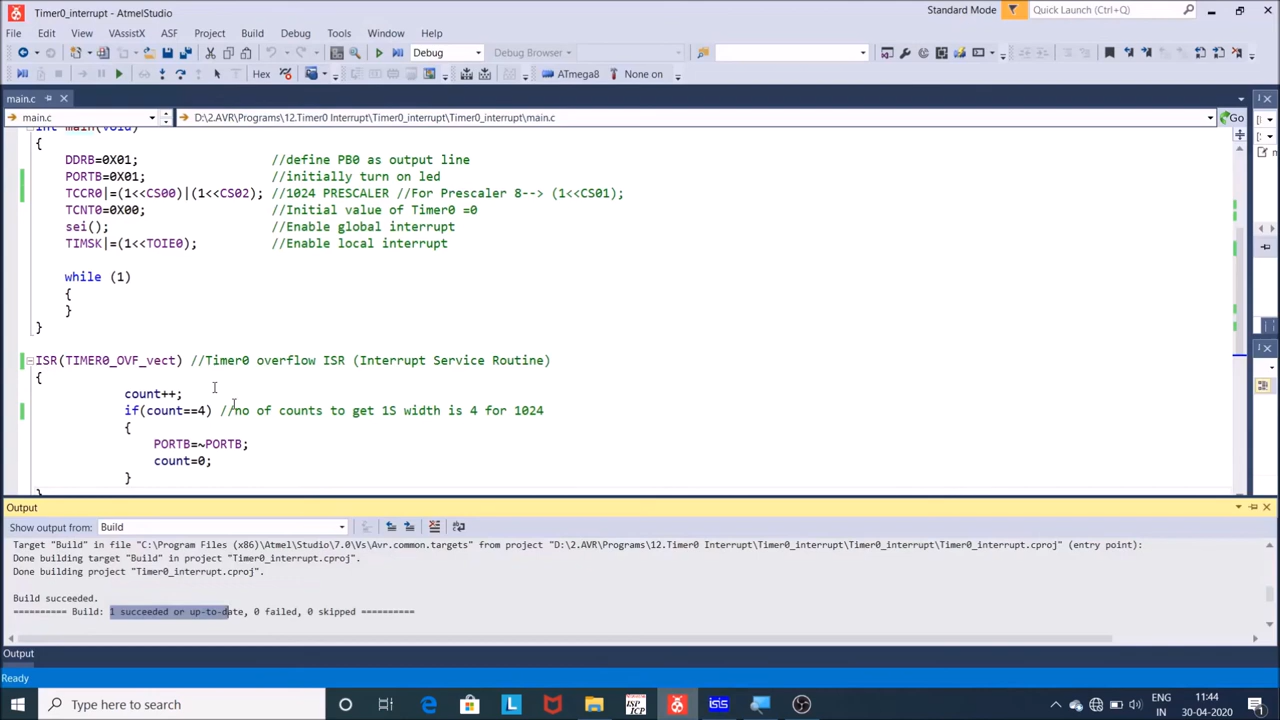 Timer0_interrupt - AtmelStudio
Standard Mode
Quick Launch (Ctrl+Q)
File Edit View VAssistX ASF Project Build Debug Tools Window Help
Debug
Debug Browser
Hex
ATmega8
None on
main.c
main.c
D:\2.AVR\Programs\12.Timer0 Interrupt\Timer0_interrupt\Timer0_interrupt\main.c
Go
int main(void)
{
DDRB=0X01; //define PB0 as output line
PORTB=0X01; //initially turn on led
TCCR0|=(1<<CS00)|(1<<CS02); //1024 PRESCALER //For Prescaler 8--> (1<<CS01);
TCNT0=0X00; //Initial value of Timer0 =0
sei(); //Enable global interrupt
TIMSK|=(1<<TOIE0); //Enable local interrupt
while (1)
{
}
}
ISR(TIMER0_OVF_vect) //Timer0 overflow ISR (Interrupt Service Routine)
{
count++;
if(count==4) //no of counts to get 1S width is 4 for 1024
{
PORTB=~PORTB;
count=0;
}
}
Output
Show output from: Build
Target "Build" in file "C:\Program Files (x86)\Atmel\Studio\7.0\Vs\Avr.common.targets" from project "D:\2.AVR\Programs\12.Timer0 Interrupt\Timer0_interrupt\Timer0_interrupt\Timer0_interrupt.cproj" (entry point):
Done building target "Build" in project "Timer0_interrupt.cproj".
Done building project "Timer0_interrupt.cproj".
Build succeeded.
========== Build: 1 succeeded or up-to-date, 0 failed, 0 skipped ==========
Output
Ready
Type here to search
ISP
ICP
isis
ENG
IN
11:44
30-04-2020